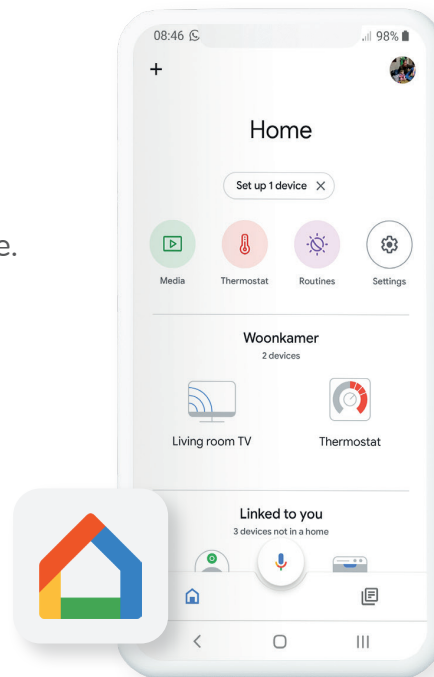 08:46 98%
+
Home
Set up 1 device ×
e.
Media Thermostat Routines Settings
Woonkamer
2 devices
Living room TV Thermostat
Linked to you
3 devices not in a home